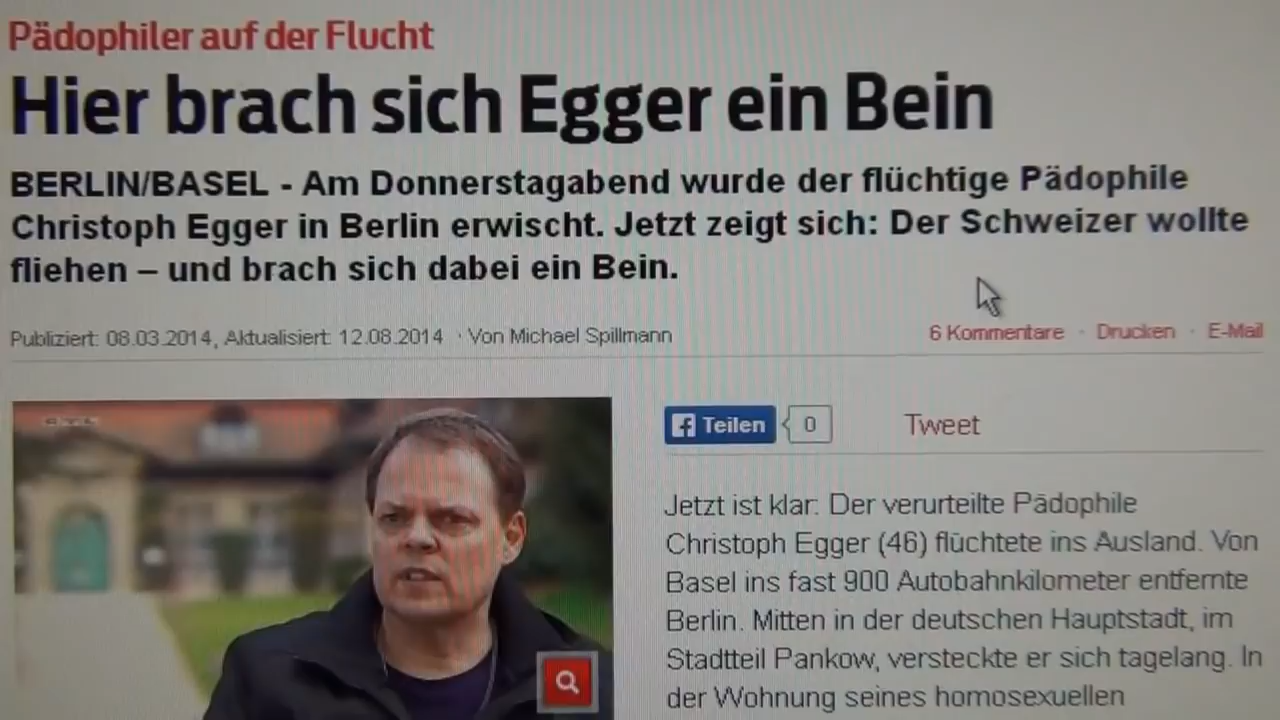 Pädophiler auf der Flucht
Hier brach sich Egger ein Bein
BERLIN/BASEL - Am Donnerstagabend wurde der flüchtige Pädophile
Christoph Egger in Berlin erwischt. Jetzt zeigt sich: Der Schweizer wollte
fliehen – und brach sich dabei ein Bein.
Publiziert: 08.03.2014, Aktualisiert: 12.08.2014 · Von Michael Spillmann
6 Kommentare · Drucken · E-Mail
Teilen 0 Tweet
Jetzt ist klar: Der verurteilte Pädophile
Christoph Egger (46) flüchtete ins Ausland. Von
Basel ins fast 900 Autobahnkilometer entfernte
Berlin. Mitten in der deutschen Hauptstadt, im
Stadtteil Pankow, versteckte er sich tagelang. In
der Wohnung seines homosexuellen